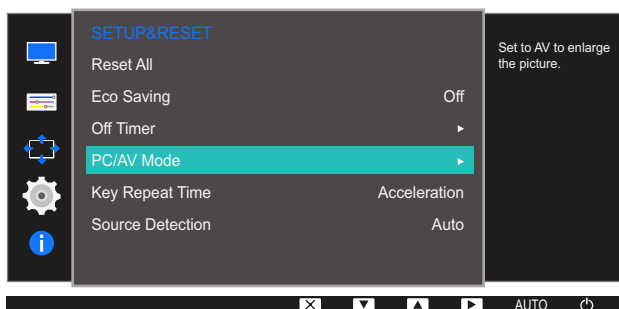 SETUP&RESET
Reset All
Eco Saving Off
Off Timer
PC/AV Mode
Key Repeat Time Acceleration
Source Detection Auto
Set to AV to enlarge
the picture.
i
AUTO